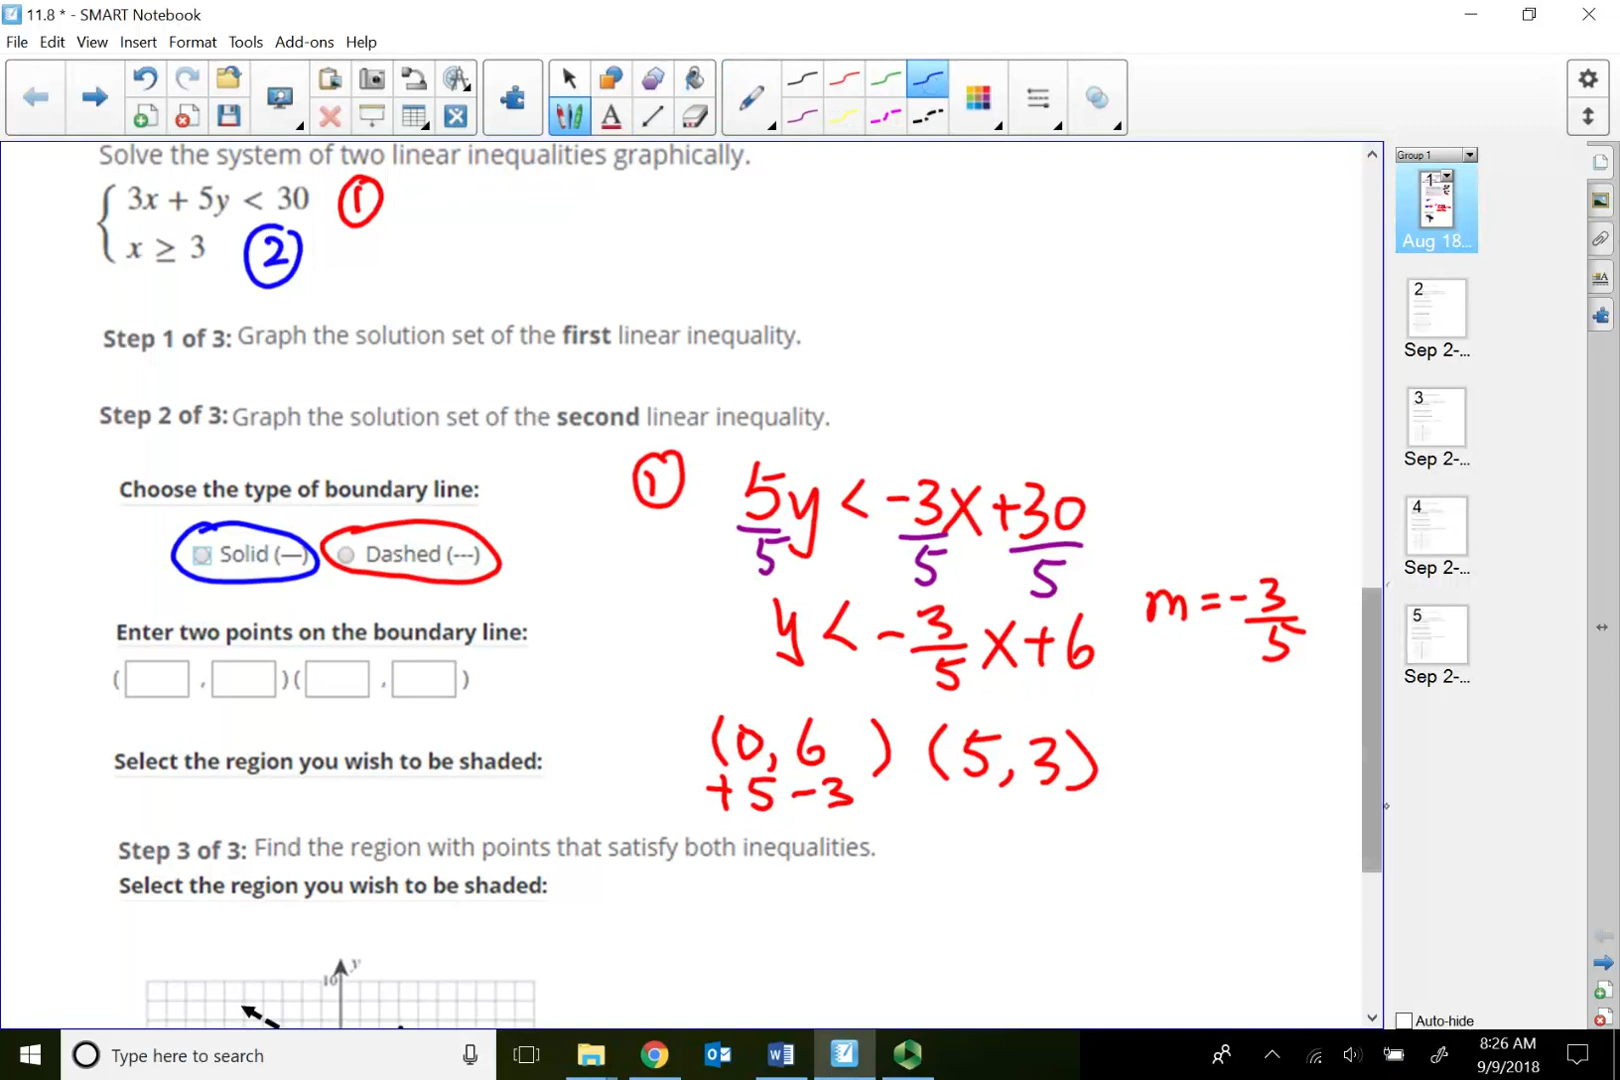 11.8 * - SMART Notebook
File Edit View Insert Format Tools Add-ons Help
Solve the system of two linear inequalities graphically.
3x + 5y < 30 ①
x ≥ 3 ②
Step 1 of 3: Graph the solution set of the first linear inequality.
Step 2 of 3: Graph the solution set of the second linear inequality.
Choose the type of boundary line:
Solid (—) Dashed (---)
Enter two points on the boundary line:
( , ) ( , )
Select the region you wish to be shaded:
① 5y < -3x + 30
5 5 5
y < - 3/5 x + 6
m = - 3/5
(0, 6 ) (5, 3)
+5 -3
Step 3 of 3: Find the region with points that satisfy both inequalities.
Select the region you wish to be shaded:
y
10
Group 1
1
Aug 18...
2
Sep 2-...
3
Sep 2-...
4
Sep 2-...
5
Sep 2-...
Auto-hide
Type here to search
8:26 AM
9/9/2018